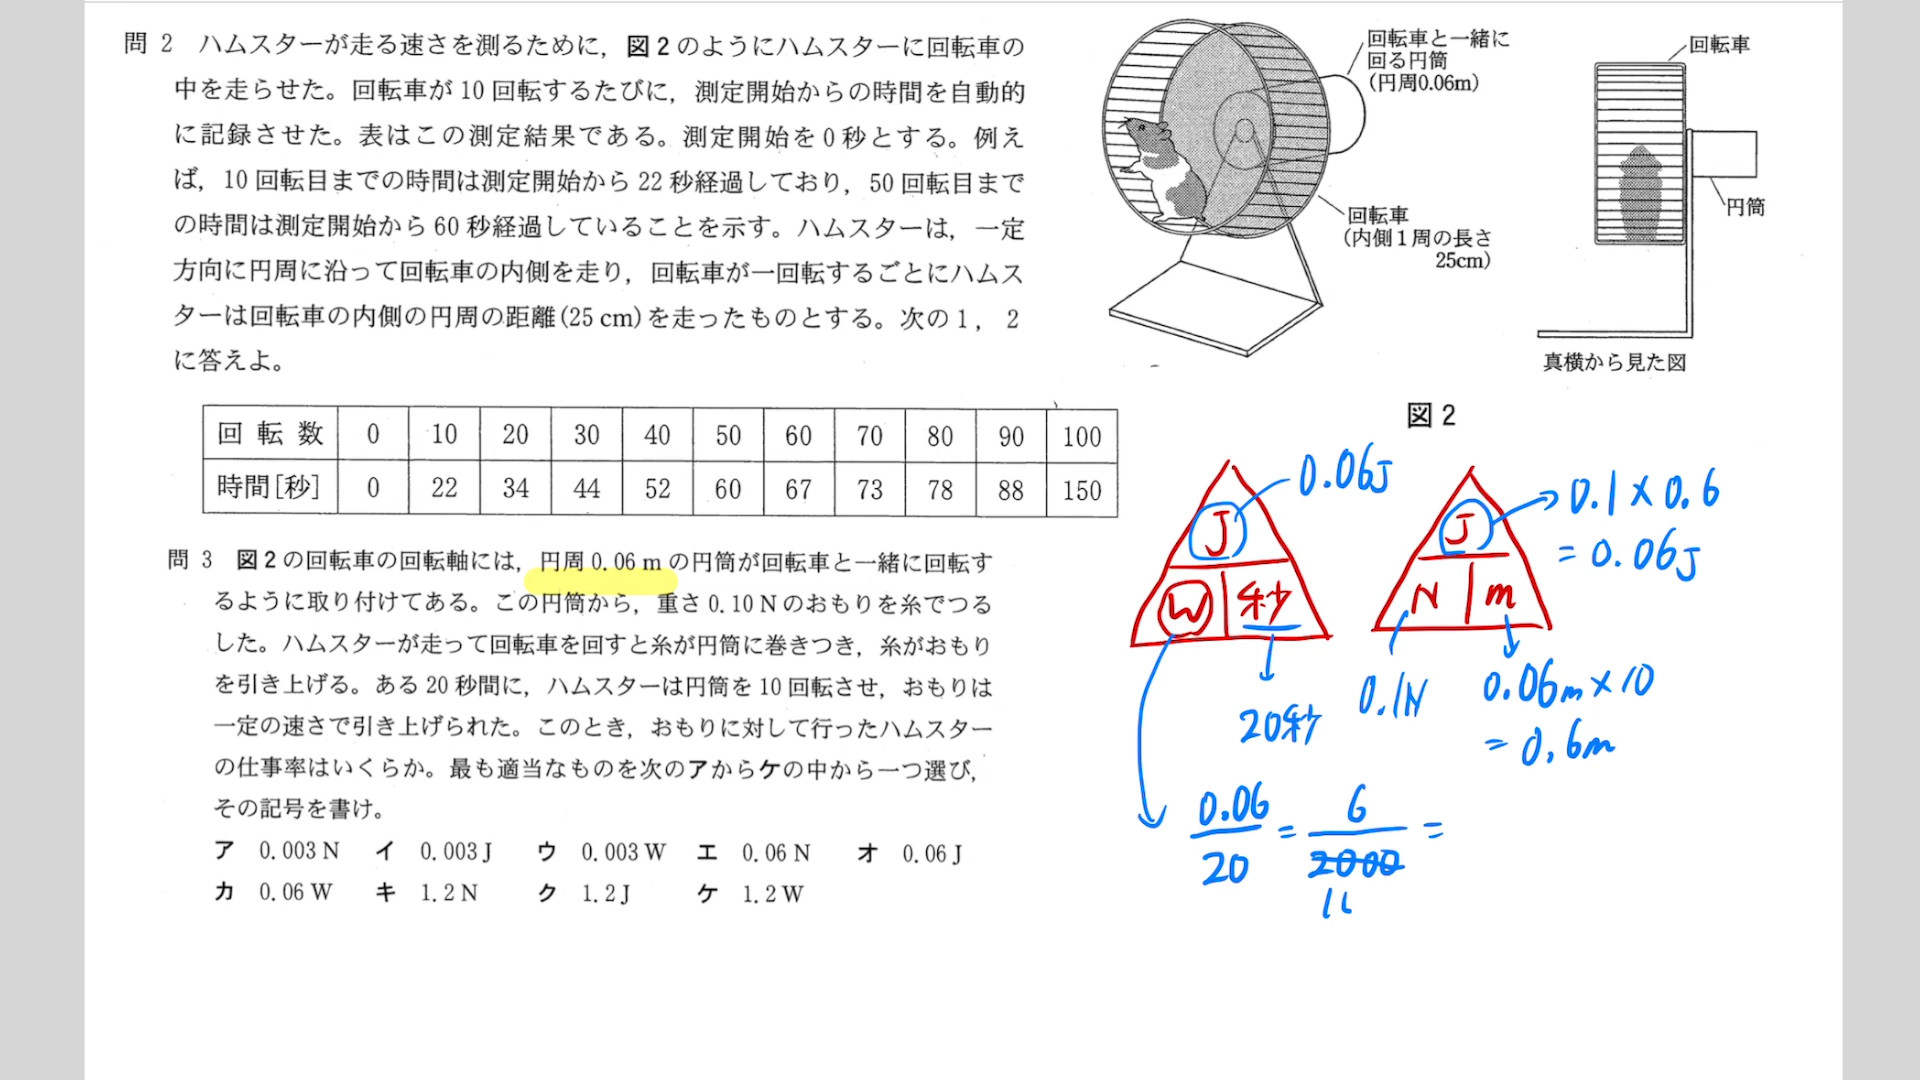 問 2 ハムスターが走る速さを測るために,図2のようにハムスターに回転車の
中を走らせた。回転車が 10 回転するたびに,測定開始からの時間を自動的
に記録させた。表はこの測定結果である。測定開始を0秒とする。例え
ば,10 回転目までの時間は測定開始から 22 秒経過しており,50 回転目まで
の時間は測定開始から 60 秒経過していることを示す。ハムスターは,一定
方向に円周に沿って回転車の内側を走り,回転車が一回転するごとにハムス
ターは回転車の内側の円周の距離(25 cm)を走ったものとする。次の1,2
に答えよ。
回転車と一緒に
回る円筒
(円周0.06m)
回転車
(内側1周の長さ
25cm)
回転車
円筒
真横から見た図
図2
回 転 数 0 10 20 30 40 50 60 70 80 90 100
時間[秒] 0 22 34 44 52 60 67 73 78 88 150
問 3 図2の回転車の回転軸には,円周 0.06 m の円筒が回転車と一緒に回転す
るように取り付けてある。この円筒から,重さ 0.10 N のおもりを糸でつる
した。ハムスターが走って回転車を回すと糸が円筒に巻きつき,糸がおもり
を引き上げる。ある 20 秒間に,ハムスターは円筒を 10 回転させ,おもりは
一定の速さで引き上げられた。このとき,おもりに対して行ったハムスター
の仕事率はいくらか。最も適当なものを次のアからケの中から一つ選び,
その記号を書け。
ア 0.003 N イ 0.003 J ウ 0.003 W エ 0.06 N オ 0.06 J
カ 0.06 W キ 1.2 N ク 1.2 J ケ 1.2 W
0.06J
J
W 秒
20秒
J
N m
0.1×0.6
= 0.06J
0.1N
0.06m×10
= 0.6m
0.06/20 = 6/2000 =